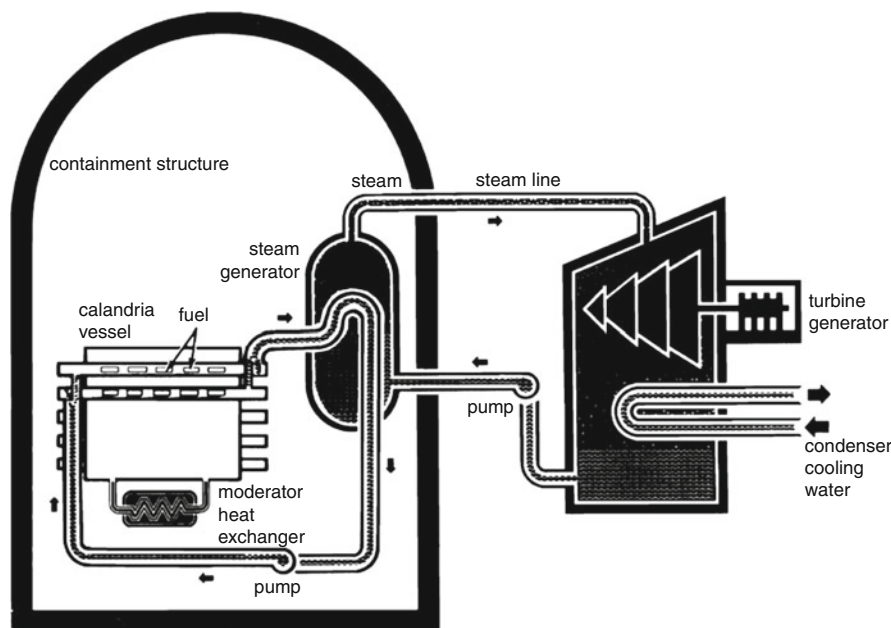 containment structure
steam
steam line
steam
generator
calandria
vessel
fuel
turbine
generator
pump
condenser
cooling
water
moderator
heat
exchanger
pump